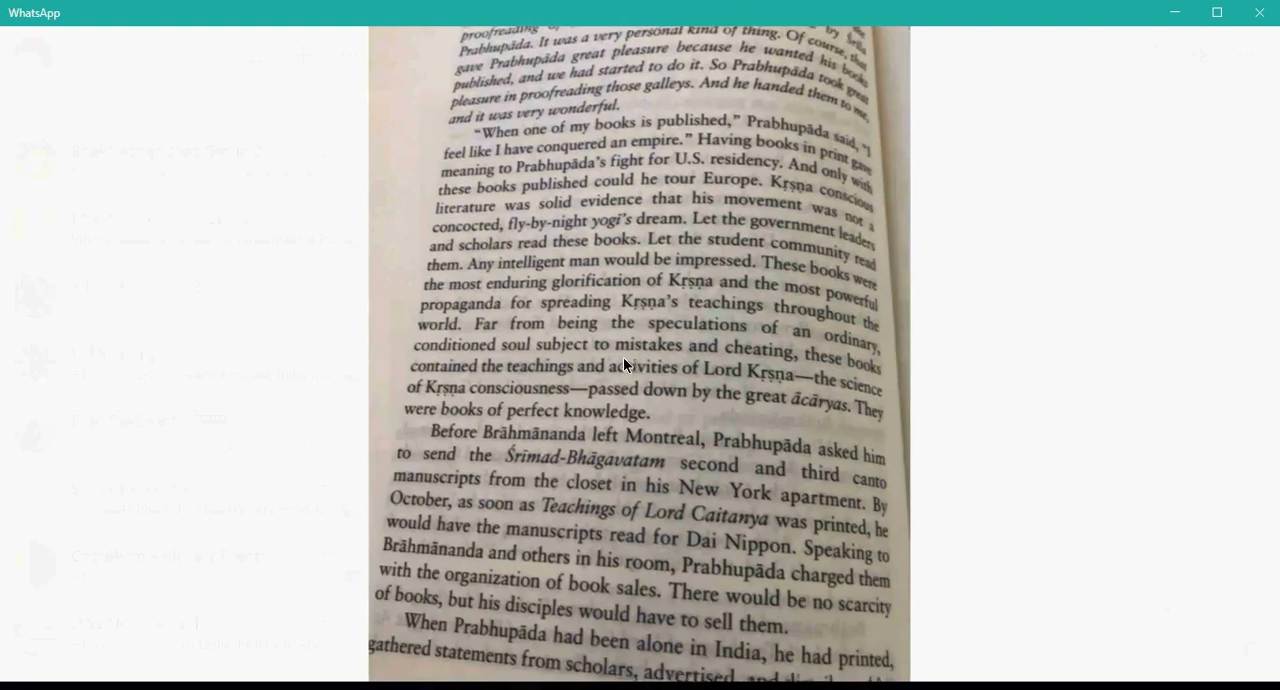 WhatsApp
proofreading
Prabhupāda. It was a very personal kind of thing. Of course, that
gave Prabhupāda great pleasure because he wanted his books
published, and we had started to do it. So Prabhupāda took great
pleasure in proofreading those galleys. And he handed them to me,
and it was very wonderful.
"When one of my books is published," Prabhupāda said, "I
feel like I have conquered an empire." Having books in print gave
meaning to Prabhupāda's fight for U.S. residency. And only with
these books published could he tour Europe. Kṛṣṇa conscious
literature was solid evidence that his movement was not a
concocted, fly-by-night yogi's dream. Let the government leaders
and scholars read these books. Let the student community read
them. Any intelligent man would be impressed. These books were
the most enduring glorification of Kṛṣṇa and the most powerful
propaganda for spreading Kṛṣṇa's teachings throughout the
world. Far from being the speculations of an ordinary,
conditioned soul subject to mistakes and cheating, these books
contained the teachings and activities of Lord Kṛṣṇa—the science
of Kṛṣṇa consciousness—passed down by the great ācāryas. They
were books of perfect knowledge.
Before Brāhmānanda left Montreal, Prabhupāda asked him
to send the Śrīmad-Bhāgavatam second and third canto
manuscripts from the closet in his New York apartment. By
October, as soon as Teachings of Lord Caitanya was printed, he
would have the manuscripts read for Dai Nippon. Speaking to
Brāhmānanda and others in his room, Prabhupāda charged them
with the organization of book sales. There would be no scarcity
of books, but his disciples would have to sell them.
When Prabhupāda had been alone in India, he had printed,
gathered statements from scholars, advertised, and